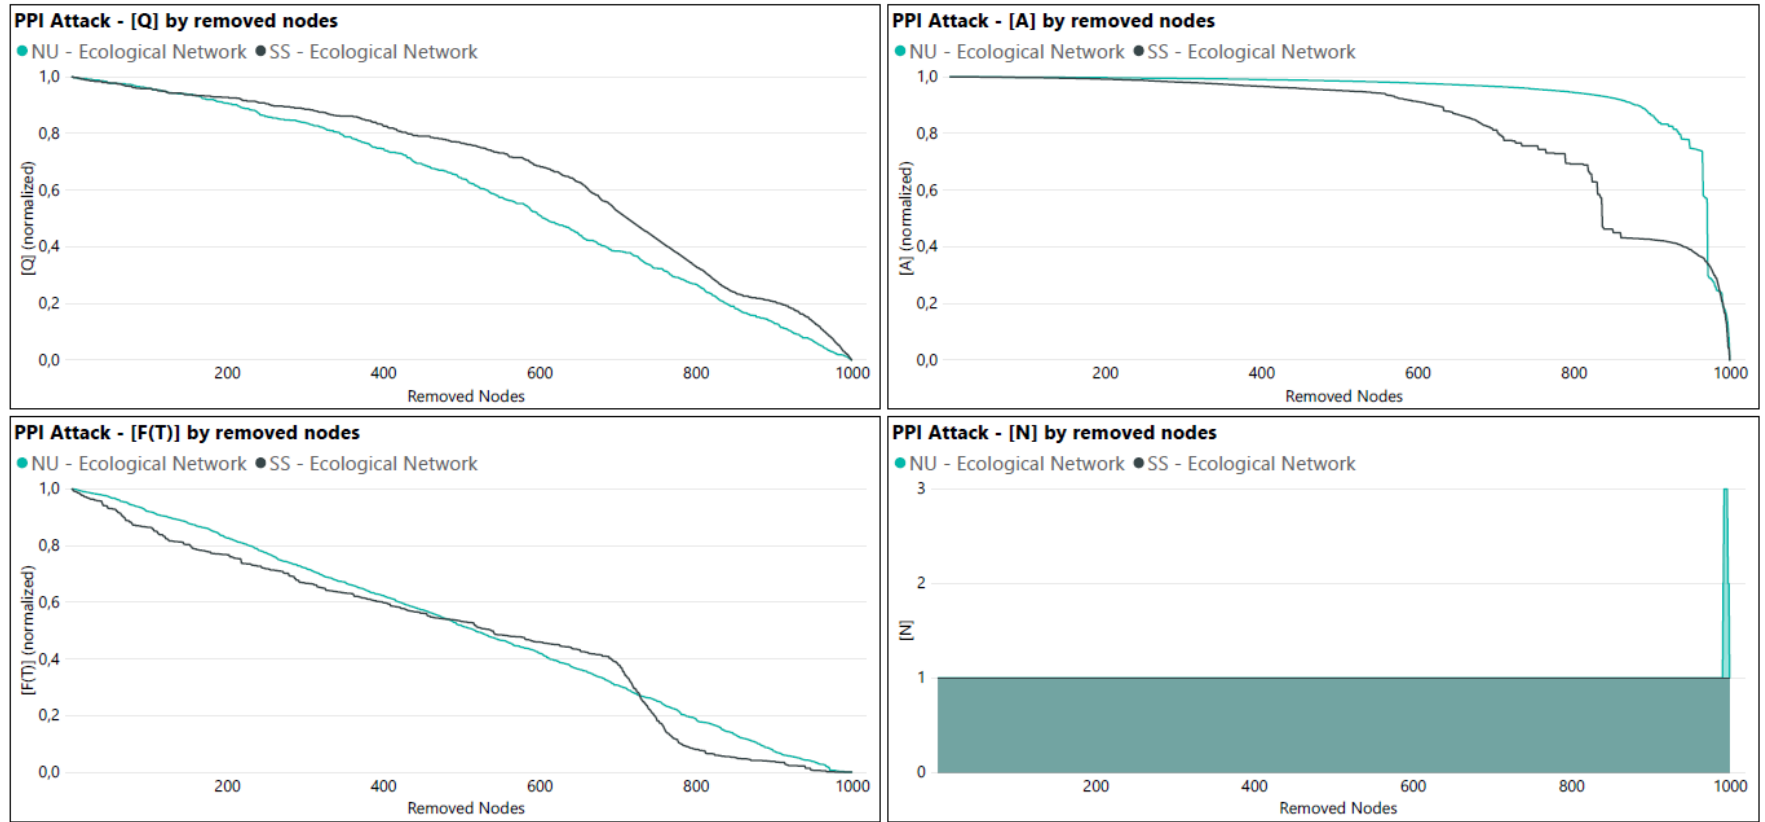 PPI Attack - [Q] by removed nodes
NU - Ecological Network SS - Ecological Network
1,0
0,8
0,6
0,4
0,2
0,0
[Q] (normalized)
200 400 600 800 1000
Removed Nodes
PPI Attack - [A] by removed nodes
NU - Ecological Network SS - Ecological Network
1,0
0,8
0,6
0,4
0,2
0,0
[A] (normalized)
200 400 600 800 1000
Removed Nodes
PPI Attack - [F(T)] by removed nodes
NU - Ecological Network SS - Ecological Network
1,0
0,8
0,6
0,4
0,2
0,0
[F(T)] (normalized)
200 400 600 800 1000
Removed Nodes
PPI Attack - [N] by removed nodes
NU - Ecological Network SS - Ecological Network
3
2
1
0
[N]
200 400 600 800 1000
Removed Nodes